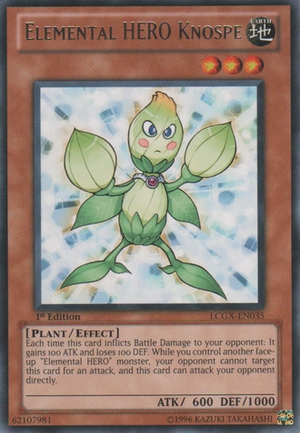 ELEMENTAL HERO KNOSPE
EARTH
地
1st Edition
LCGX-EN035
[PLANT / EFFECT]
Each time this card inflicts Battle Damage to your opponent: It
gains 100 ATK and loses 100 DEF. While you control another face-
up "Elemental HERO" monster, your opponent cannot target
this card for an attack, and this card can attack your opponent
directly.
ATK/ 600 DEF/1000
62107981
©1996 KAZUKI TAKAHASHI